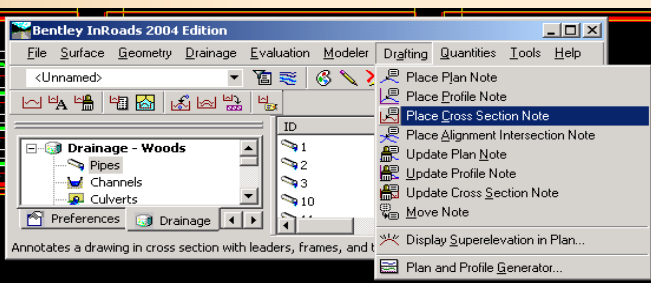 Bentley InRoads 2004 Edition
File Surface Geometry Drainage Evaluation Modeler Drafting Quantities Tools Help
<Unnamed>
Place Plan Note
Place Profile Note
Place Cross Section Note
Place Alignment Intersection Note
Update Plan Note
Update Profile Note
Update Cross Section Note
Move Note
Display Superelevation in Plan...
Plan and Profile Generator...
ID
Drainage - Woods
Pipes
Channels
Culverts
1
2
3
10
Preferences Drainage
Annotates a drawing in cross section with leaders, frames, and